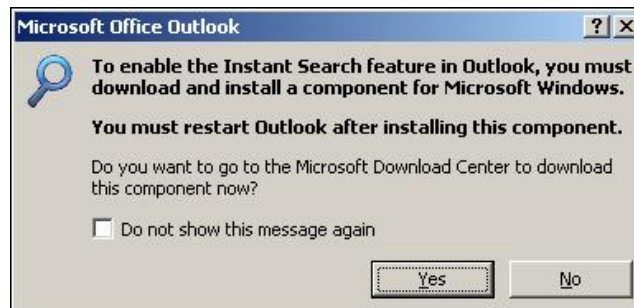 Microsoft Office Outlook
To enable the Instant Search feature in Outlook, you must
download and install a component for Microsoft Windows.
You must restart Outlook after installing this component.
Do you want to go to the Microsoft Download Center to download
this component now?
Do not show this message again
Yes No